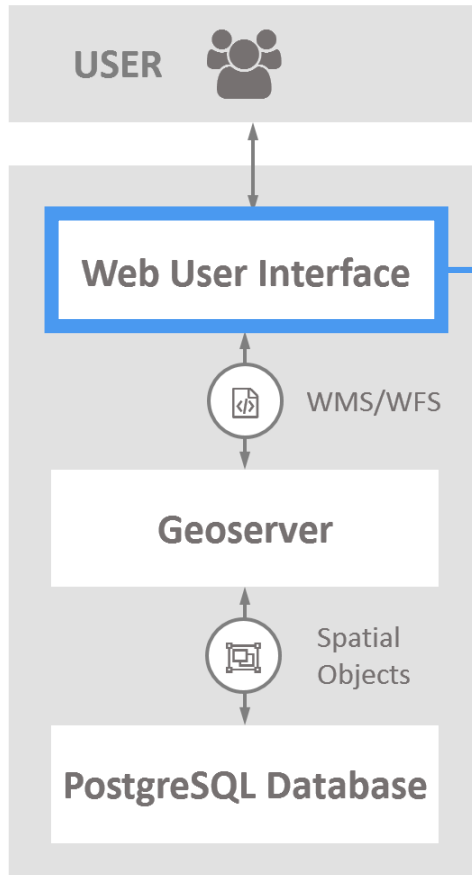 USER
Web User Interface
</>
WMS/WFS
Geoserver
Spatial
Objects
PostgreSQL Database